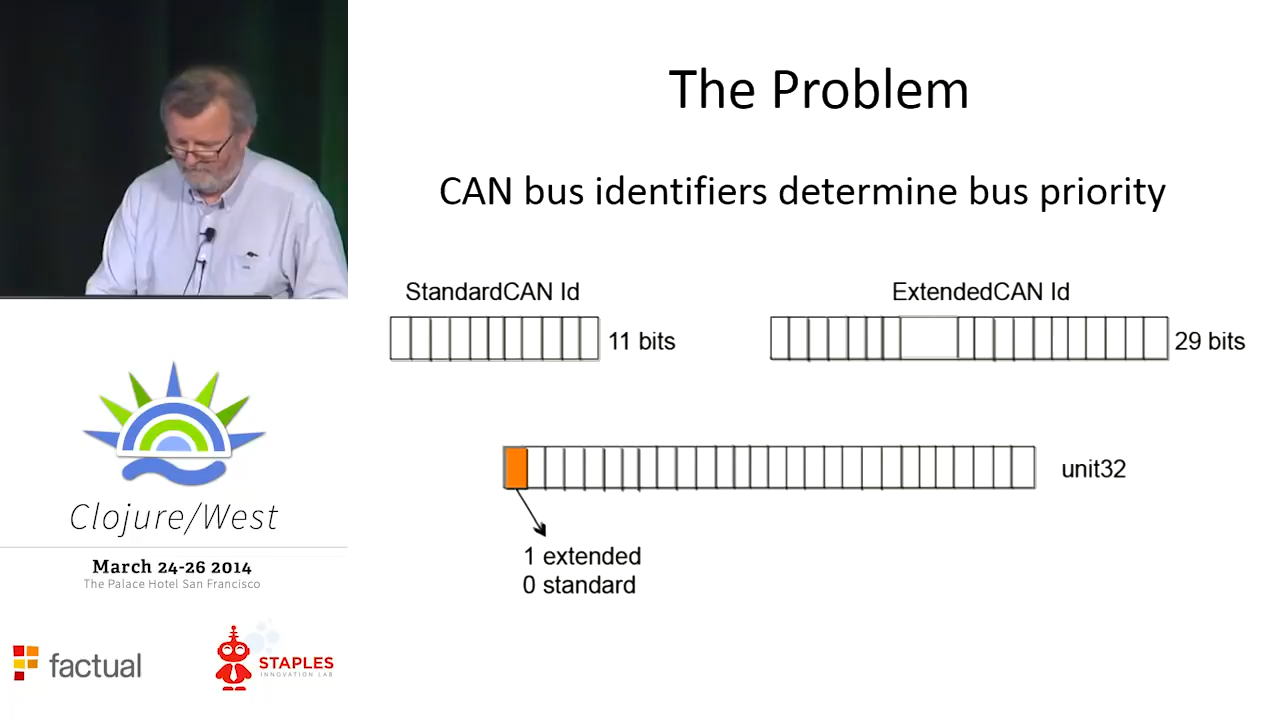 The Problem
CAN bus identifiers determine bus priority
StandardCAN Id
11 bits
ExtendedCAN Id
29 bits
unit32
1 extended
0 standard
Clojure/West
March 24-26 2014
The Palace Hotel San Francisco
factual
STAPLES
INNOVATION LAB